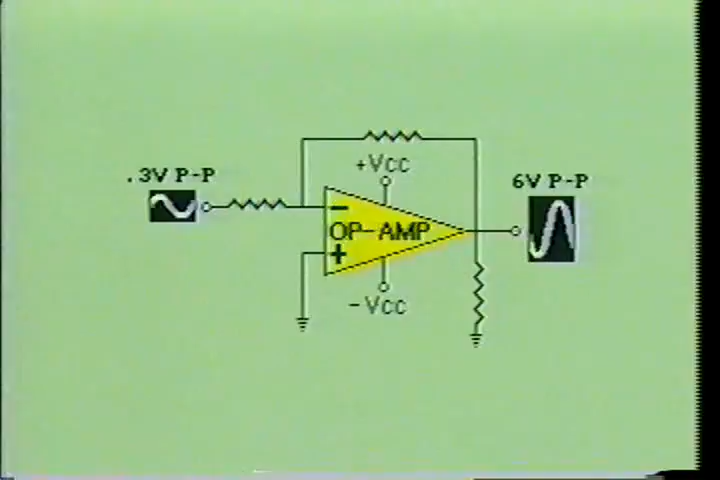 +Vcc
.3V P-P
6V P-P
−
OP-AMP
+
-Vcc